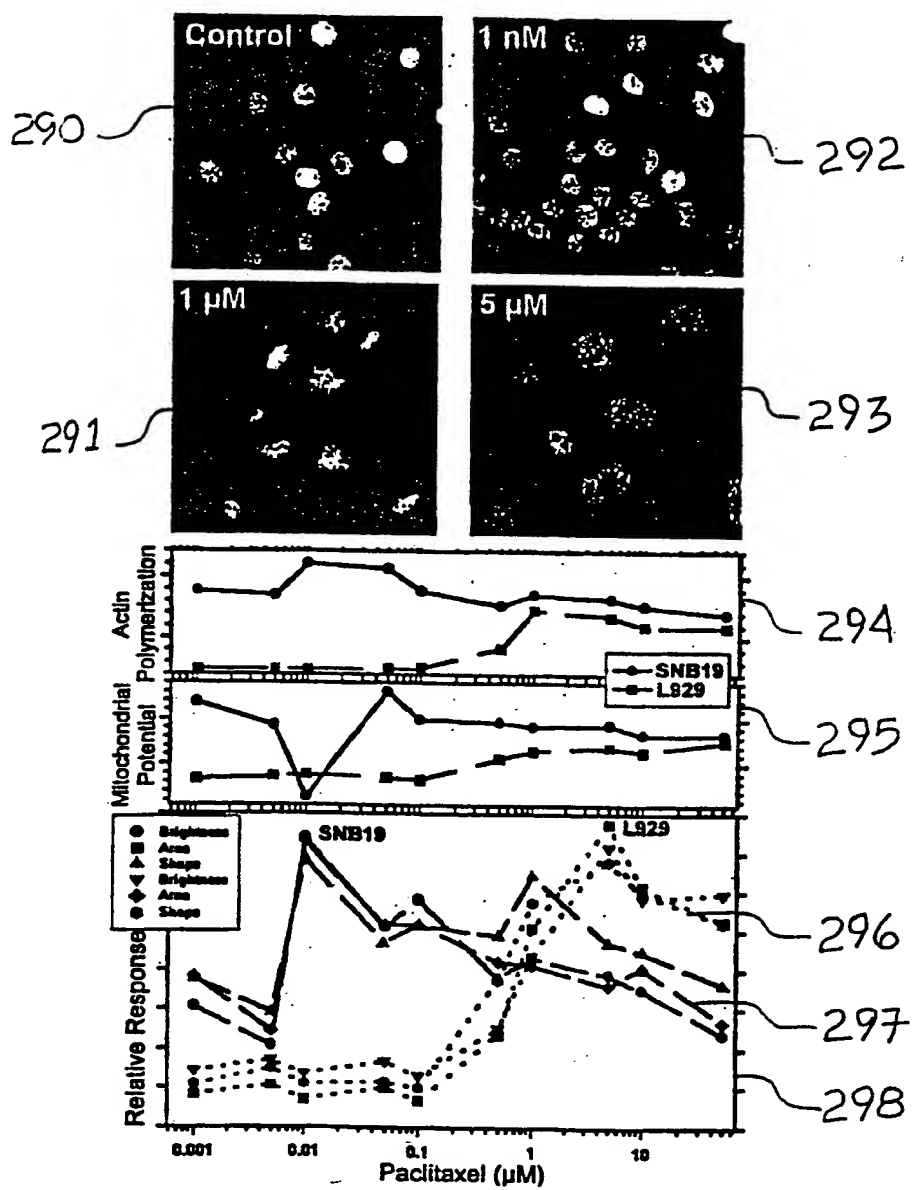 Control
1 nM
290
292
1 µM
5 µM
291
293
Actin
Polymerization
294
SNB19
L929
Mitochondrial
Potential
295
Brightness
Area
Shape
Brightness
Area
Shape
SNB19
L929
296
Relative Response
297
298
0.001
0.01
0.1
1
10
Paclitaxel (µM)